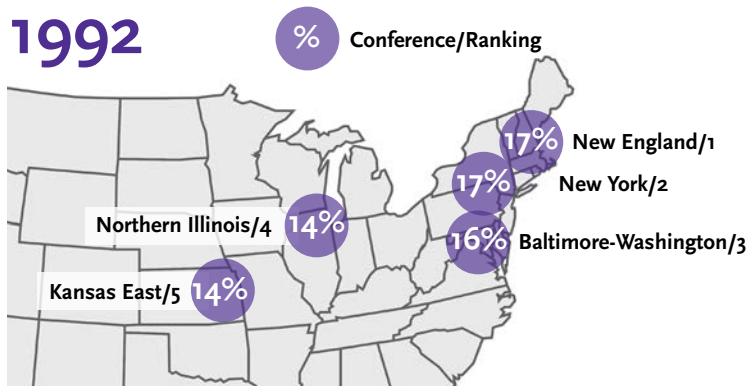 1992
% Conference/Ranking
17% New England/1
17% New York/2
Northern Illinois/4 14%
16% Baltimore-Washington/3
Kansas East/5 14%